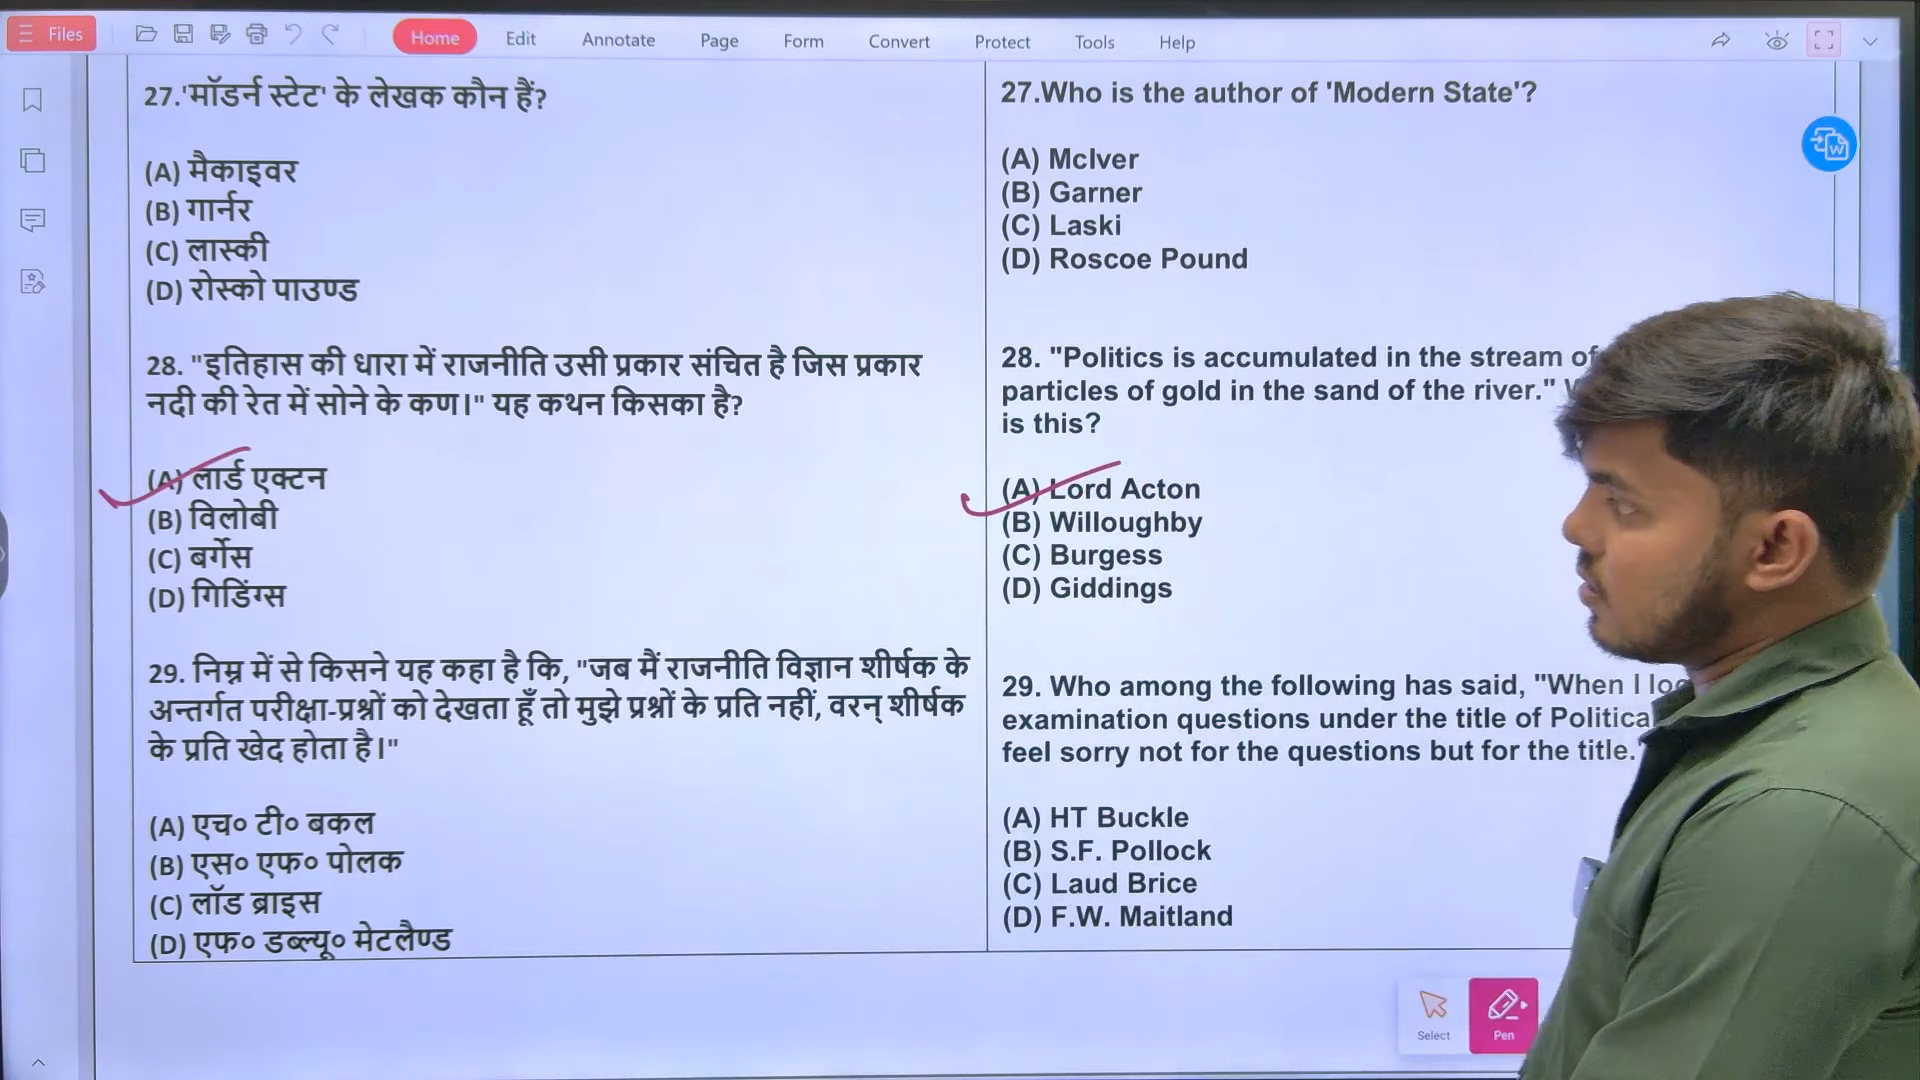 Files
Home Edit Annotate Page Form Convert Protect Tools Help
27.'मॉडर्न स्टेट' के लेखक कौन हैं?
(A) मैकाइवर
(B) गार्नर
(C) लास्की
(D) रोस्को पाउण्ड
28. "इतिहास की धारा में राजनीति उसी प्रकार संचित है जिस प्रकार
नदी की रेत में सोने के कण।" यह कथन किसका है?
(A) लार्ड एक्टन
(B) विलोबी
(C) बर्गेस
(D) गिडिंग्स
29. निम्न में से किसने यह कहा है कि, "जब मैं राजनीति विज्ञान शीर्षक के
अन्तर्गत परीक्षा-प्रश्नों को देखता हूँ तो मुझे प्रश्नों के प्रति नहीं, वरन् शीर्षक
के प्रति खेद होता है।"
(A) एच० टी० बकल
(B) एस० एफ० पोलक
(C) लॉड ब्राइस
(D) एफ० डब्ल्यू० मेटलैण्ड
27.Who is the author of 'Modern State'?
(A) McIver
(B) Garner
(C) Laski
(D) Roscoe Pound
28. "Politics is accumulated in the stream of
particles of gold in the sand of the river."
is this?
(A) Lord Acton
(B) Willoughby
(C) Burgess
(D) Giddings
29. Who among the following has said, "When I
examination questions under the title of
feel sorry not for the questions but for the title.
(A) HT Buckle
(B) S.F. Pollock
(C) Laud Brice
(D) F.W. Maitland
Select Pen